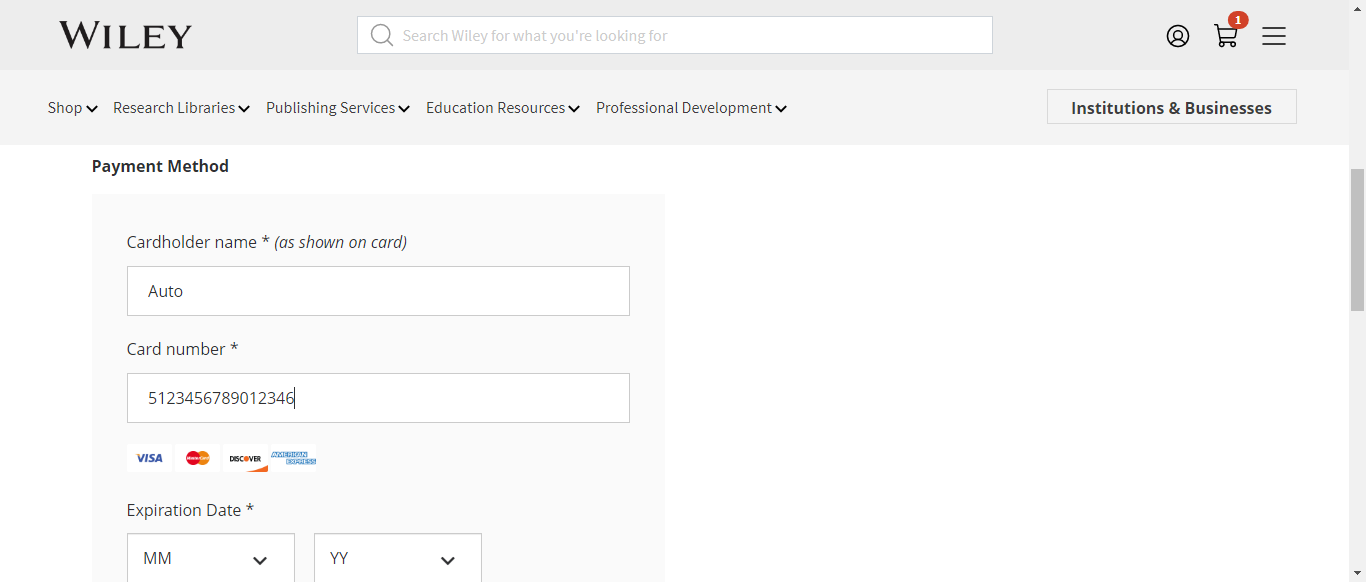 WILEY
Search Wiley for what you're looking for
1
Shop Research Libraries Publishing Services Education Resources Professional Development
Institutions & Businesses
Payment Method
Cardholder name * (as shown on card)
Auto
Card number *
5123456789012346
VISA MasterCard DISCOVER AMERICAN EXPRESS
Expiration Date *
MM YY